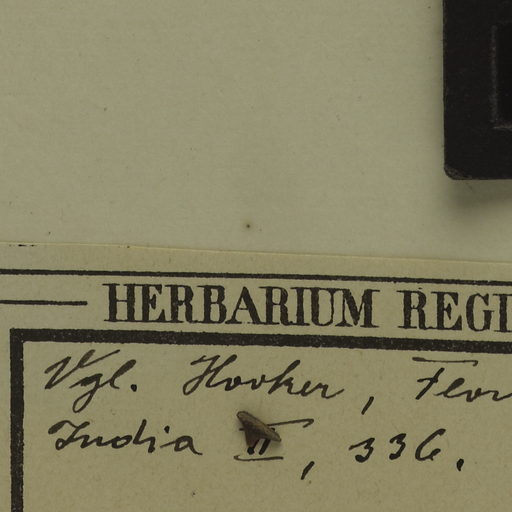 HERBARIUM REGI
Vgl. Hooker, Flor
India II, 336.